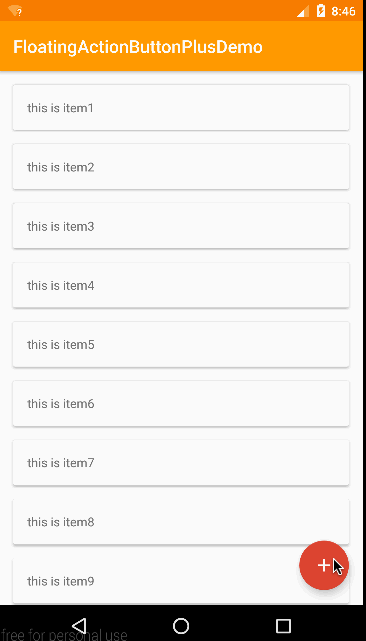 8:46
FloatingActionButtonPlusDemo
this is item1
this is item2
this is item3
this is item4
this is item5
this is item6
this is item7
this is item8
this is item9
free for personal use